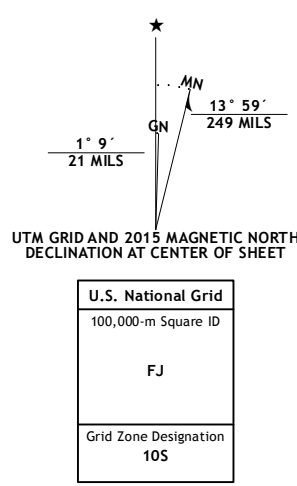 ★
MN
GN
13° 59´
249 MILS
1° 9´
21 MILS
UTM GRID AND 2015 MAGNETIC NORTH
DECLINATION AT CENTER OF SHEET
U.S. National Grid
100,000-m Square ID
FJ
Grid Zone Designation
10S